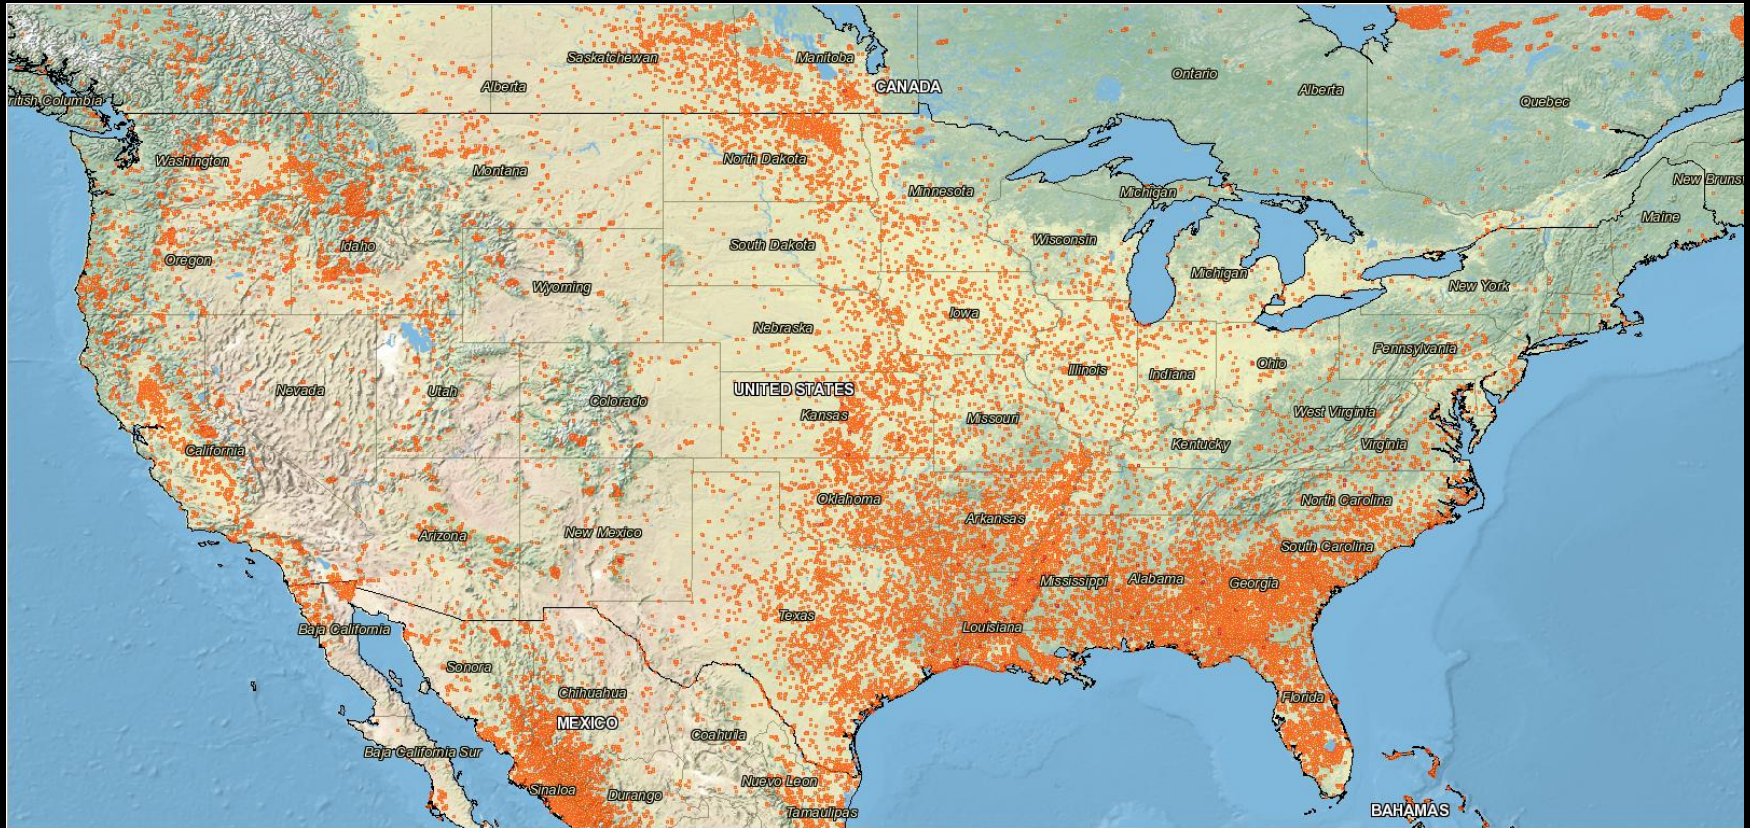 Saskatchewan
Manitoba
Alberta
CANADA
Ontario
Alberta
Quebec
ritish Columbia
Washington
Montana
North Dakota
Minnesota
Michigan
New Bruns
Maine
Idaho
Oregon
South Dakota
Wisconsin
Michigan
New York
Wyoming
Nebraska
Iowa
Pennsylvania
Nevada
Utah
Colorado
UNITED STATES
Kansas
Illinois
Indiana
Ohio
Missouri
West Virginia
California
Kentucky
Virginia
Oklahoma
Arkansas
North Carolina
Arizona
New Mexico
South Carolina
Mississippi
Alabama
Georgia
Texas
Louisiana
Baja California
Sonora
Chihuahua
Florida
MEXICO
Coahuila
Baja California Sur
Sinaloa
Durango
Nuevo Leon
Tamaulipas
BAHAMAS